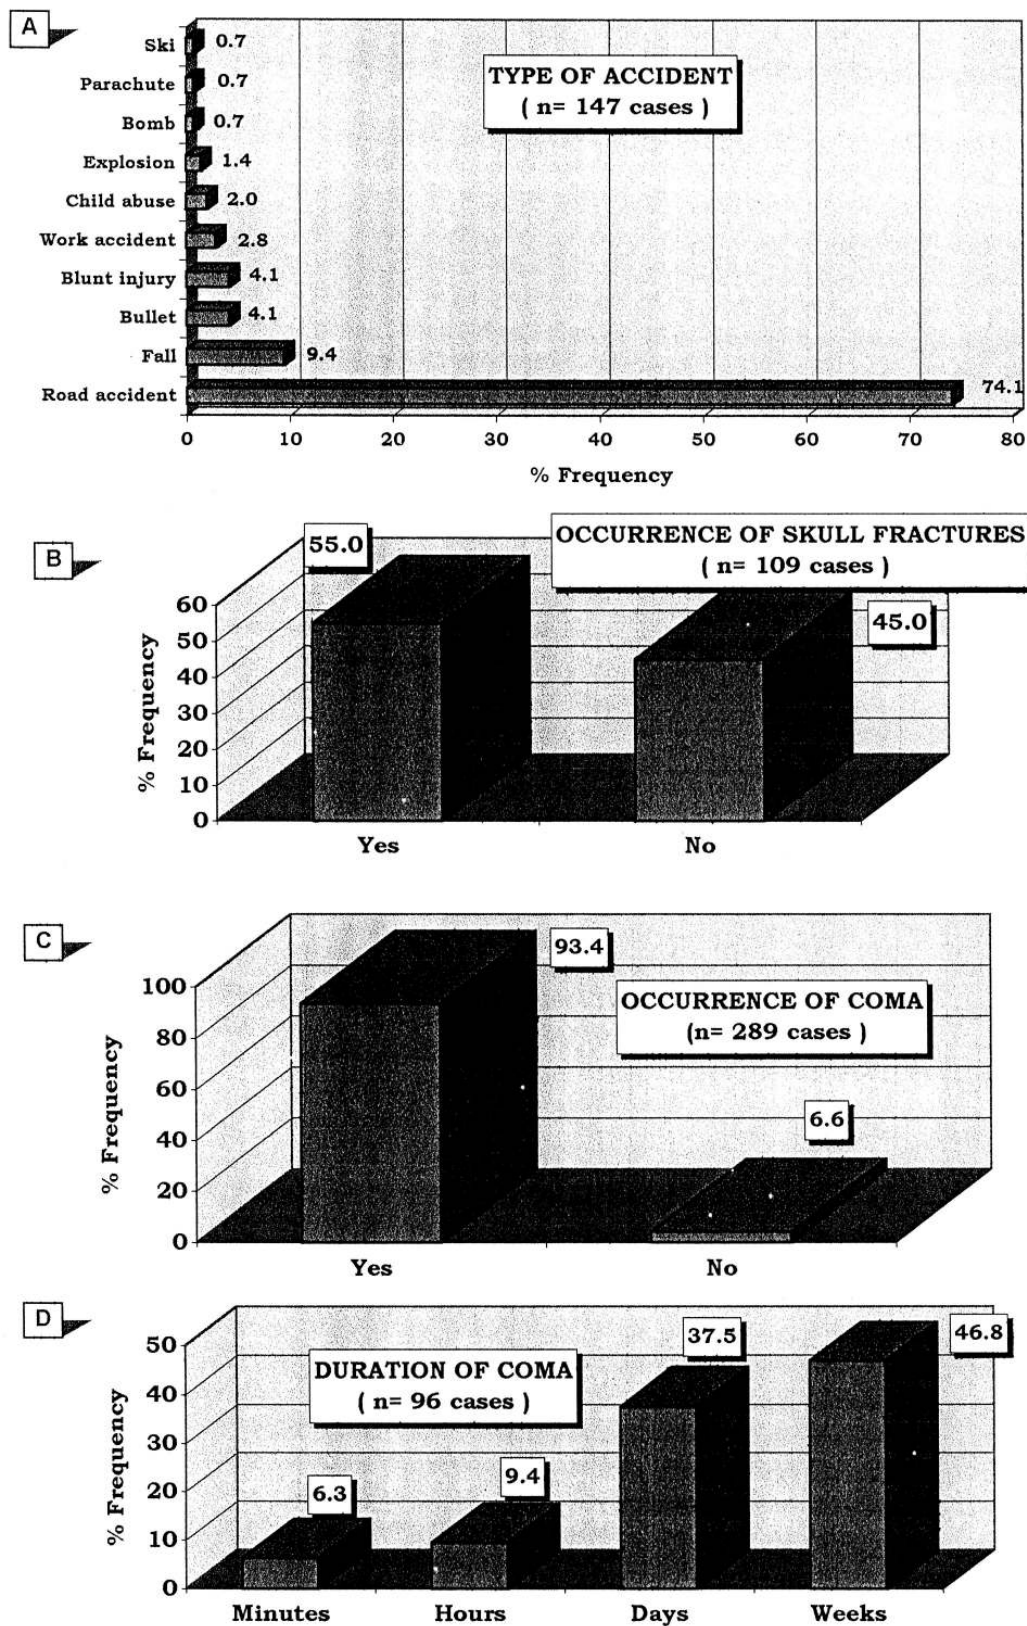 A
TYPE OF ACCIDENT
( n= 147 cases )
Ski 0.7
Parachute 0.7
Bomb 0.7
Explosion 1.4
Child abuse 2.0
Work accident 2.8
Blunt injury 4.1
Bullet 4.1
Fall 9.4
Road accident 74.1
0 10 20 30 40 50 60 70 80
% Frequency
B
OCCURRENCE OF SKULL FRACTURES
( n= 109 cases )
55.0
45.0
% Frequency
60
50
40
30
20
10
0
Yes No
C
OCCURRENCE OF COMA
(n= 289 cases )
93.4
6.6
% Frequency
100
80
60
40
20
0
Yes No
D
DURATION OF COMA
( n= 96 cases )
6.3
9.4
37.5
46.8
% Frequency
50
40
30
20
10
0
Minutes Hours Days Weeks